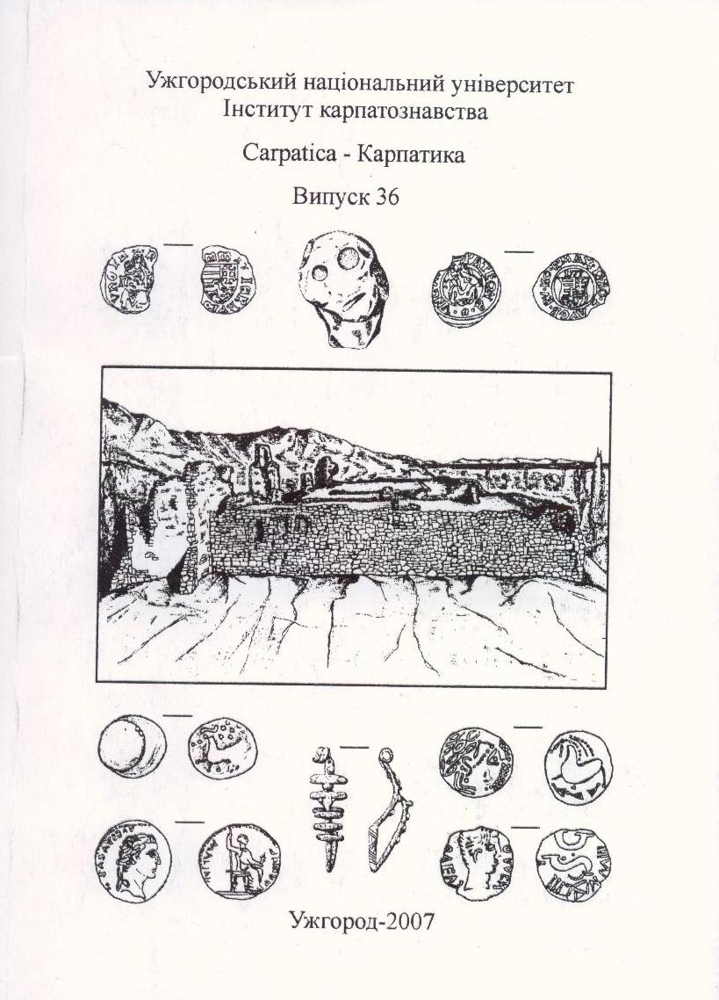 Ужгородський національний університет
Інститут карпатознавства
Carpatica - Карпатика
Випуск 36
Ужгород-2007